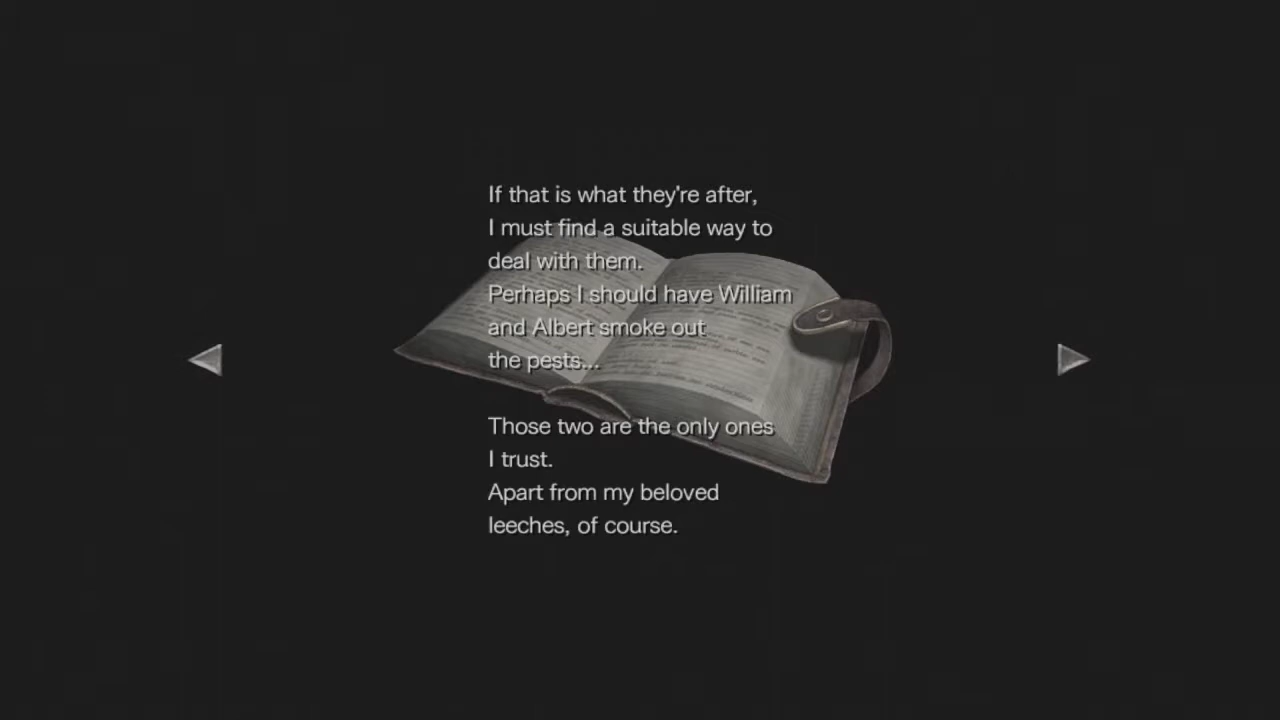 If that is what they're after,
I must find a suitable way to
deal with them.
Perhaps I should have William
and Albert smoke out
the pests...
Those two are the only ones
I trust.
Apart from my beloved
leeches, of course.